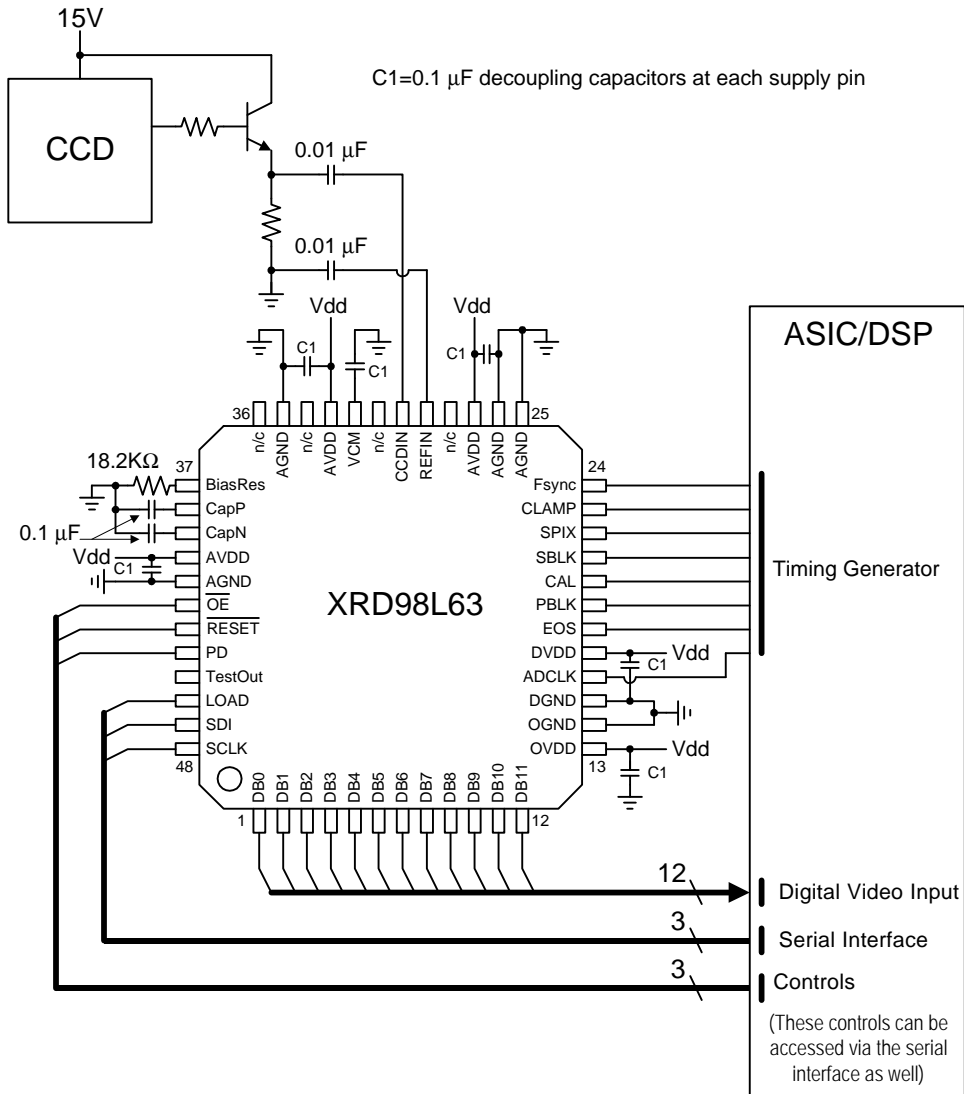 15V
C1=0.1 μF decoupling capacitors at each supply pin
CCD
0.01 μF
0.01 μF
Vdd
Vdd
C1
C1
C1
ASIC/DSP
36
25
n/c
AGND
n/c
AVDD
VCM
n/c
CCDIN
REFIN
n/c
AVDD
AGND
AGND
18.2KΩ
37
24
BiasRes
CapP
CapN
AVDD
AGND
OE
RESET
PD
TestOut
LOAD
SDI
SCLK
0.1 μF
Vdd
C1
48
XRD98L63
Fsync
CLAMP
SPIX
SBLK
CAL
PBLK
EOS
DVDD
ADCLK
DGND
OGND
OVDD
Vdd
C1
Vdd
C1
13
Timing Generator
DB0
DB1
DB2
DB3
DB4
DB5
DB6
DB7
DB8
DB9
DB10
DB11
1
12
12
Digital Video Input
3
Serial Interface
3
Controls
(These controls can be
accessed via the serial
interface as well)